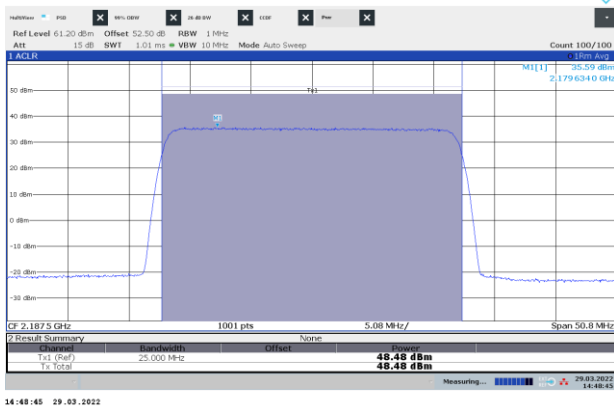 MultiView PSD X 99% OBW X 26 dB BW X CCDF X Pwr X
Ref Level 61.20 dBm Offset 52.50 dB RBW 1 MHz
Att 15 dB SWT 1.01 ms VBW 10 MHz Mode Auto Sweep Count 100/100
1 ACLR 1Rm Avg
M1[1] 35.59 dBm
2.1796340 GHz
50 dBm
Tx1
40 dBm
M1
30 dBm
20 dBm
10 dBm
0 dBm
-10 dBm
-20 dBm
-30 dBm
CF 2.1875 GHz 1001 pts 5.08 MHz/ Span 50.8 MHz
2 Result Summary None
Channel Bandwidth Offset Power
Tx1 (Ref) 25.000 MHz 48.48 dBm
Tx Total 48.48 dBm
Measuring... 29.03.2022
14:48:45
14:48:45 29.03.2022